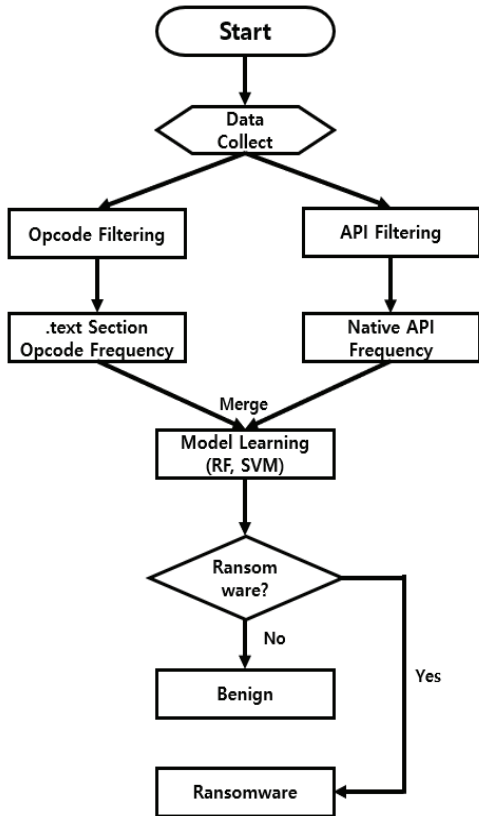 Start
Data
Collect
Opcode Filtering
API Filtering
.text Section
Opcode Frequency
Native API
Frequency
Merge
Model Learning
(RF, SVM)
Ransom
ware?
No
Yes
Benign
Ransomware